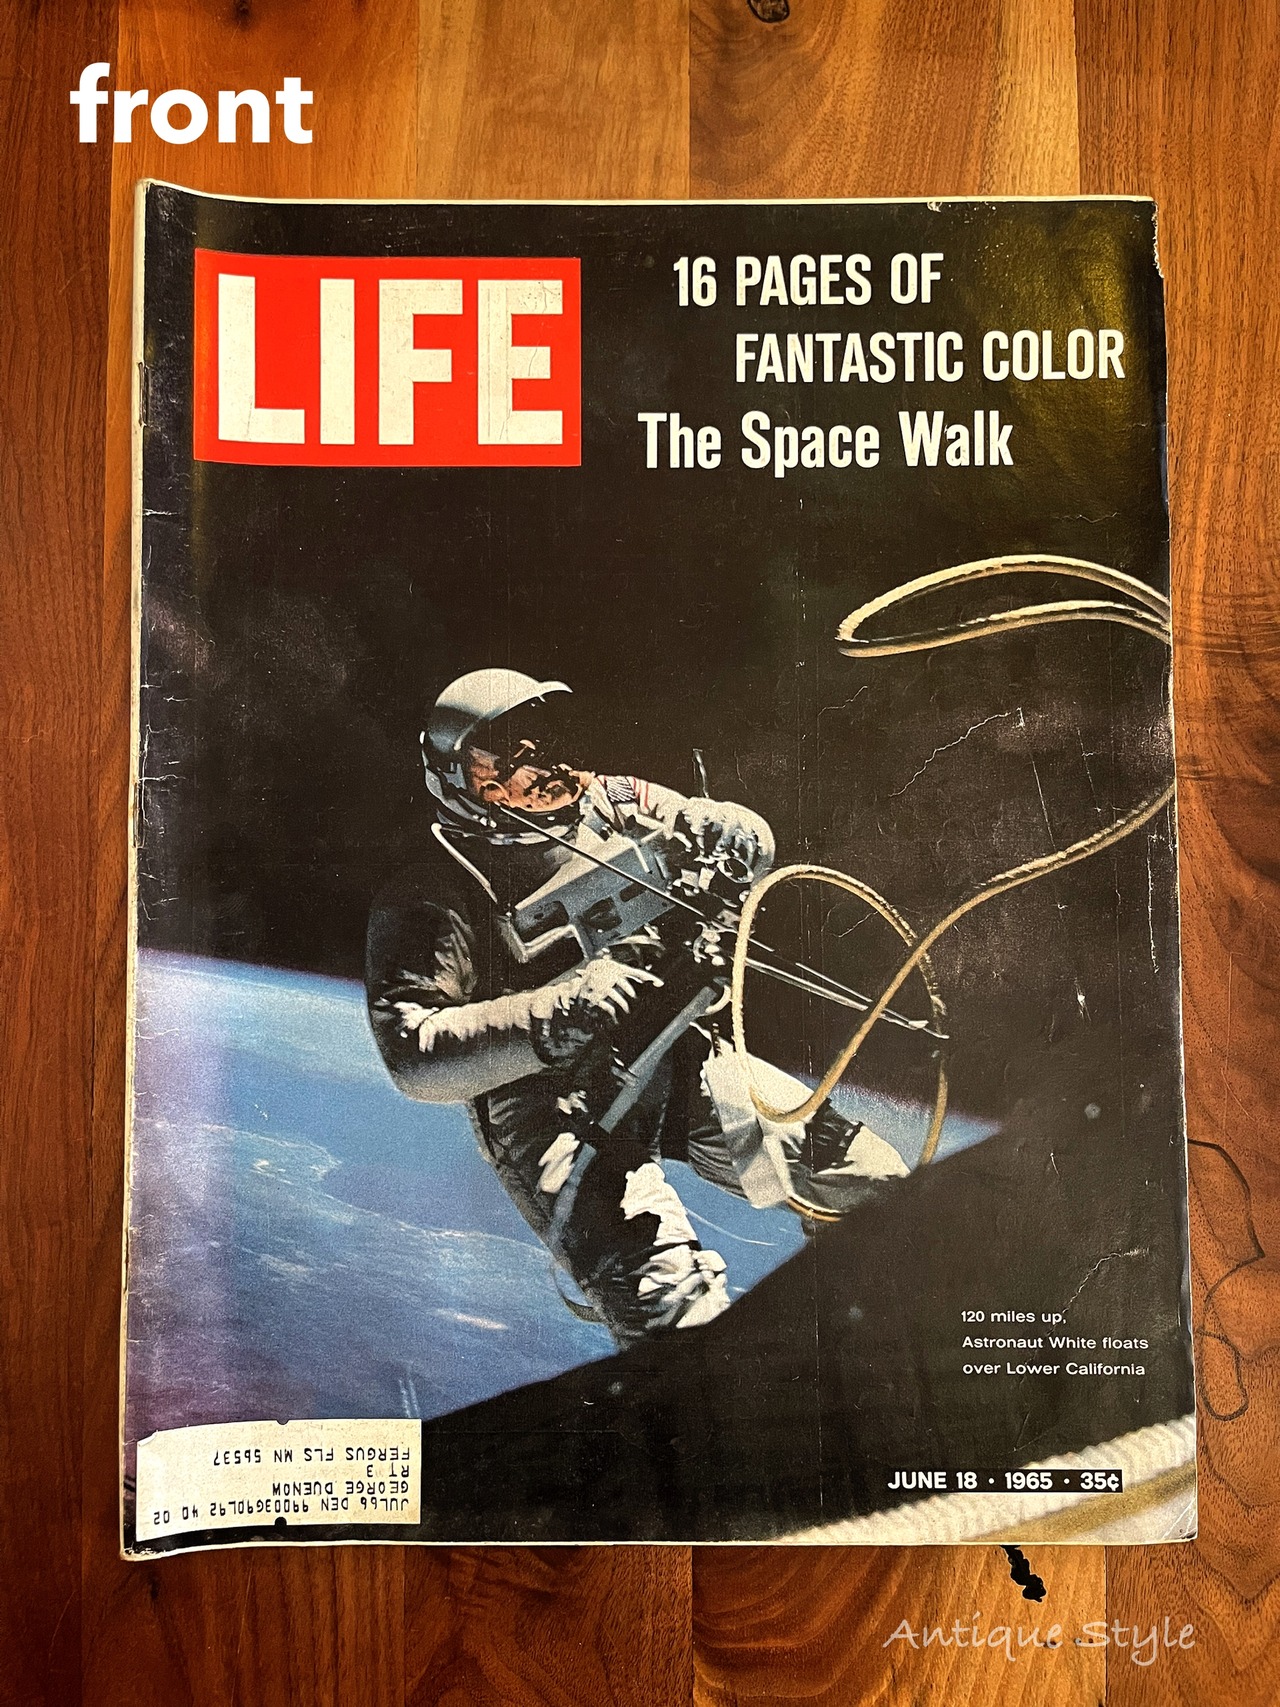 front
LIFE
16 PAGES OF
FANTASTIC COLOR
The Space Walk
120 miles up,
Astronaut White floats
over Lower California
JUNE 18 · 1965 · 35¢
JUL66 DEN 99003G90L92 40 02
GEORGE DUENOW
RT 3
FERGUS FLS MN 56537
Antique Style